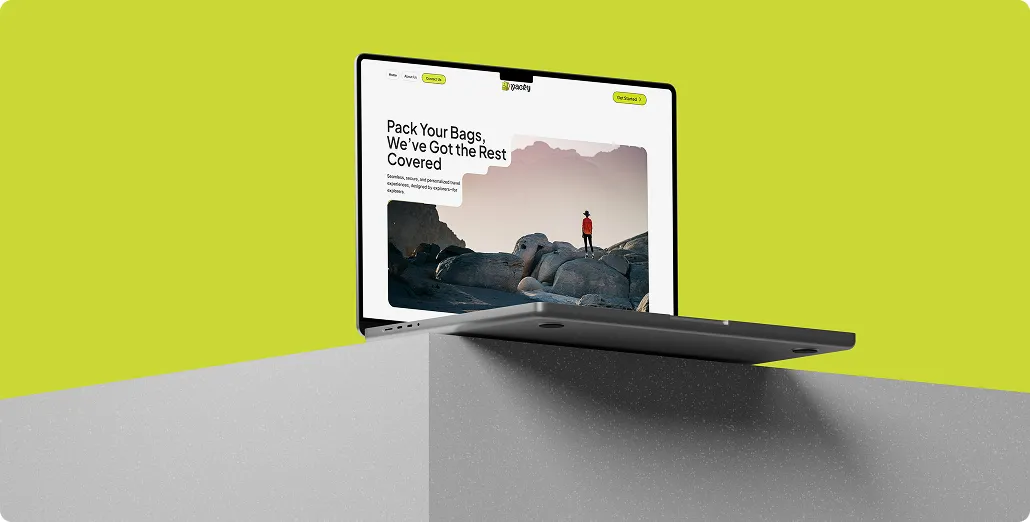 Home
About Us
Contact Us
Packy
Get Started
Pack Your Bags,
We've Got the Rest
Covered
Seamless, secure, and personalized travel
experiences, designed by explorers—for
explorers.